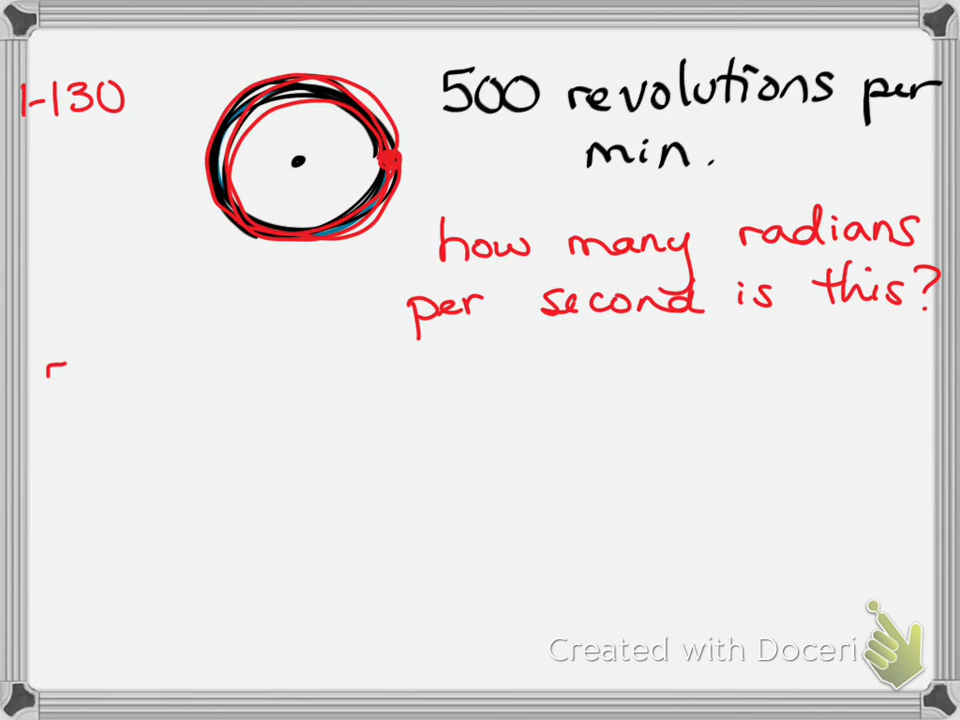 1-130
500 revolutions per
min.
how many radians
per second is this?
Created with Doceri